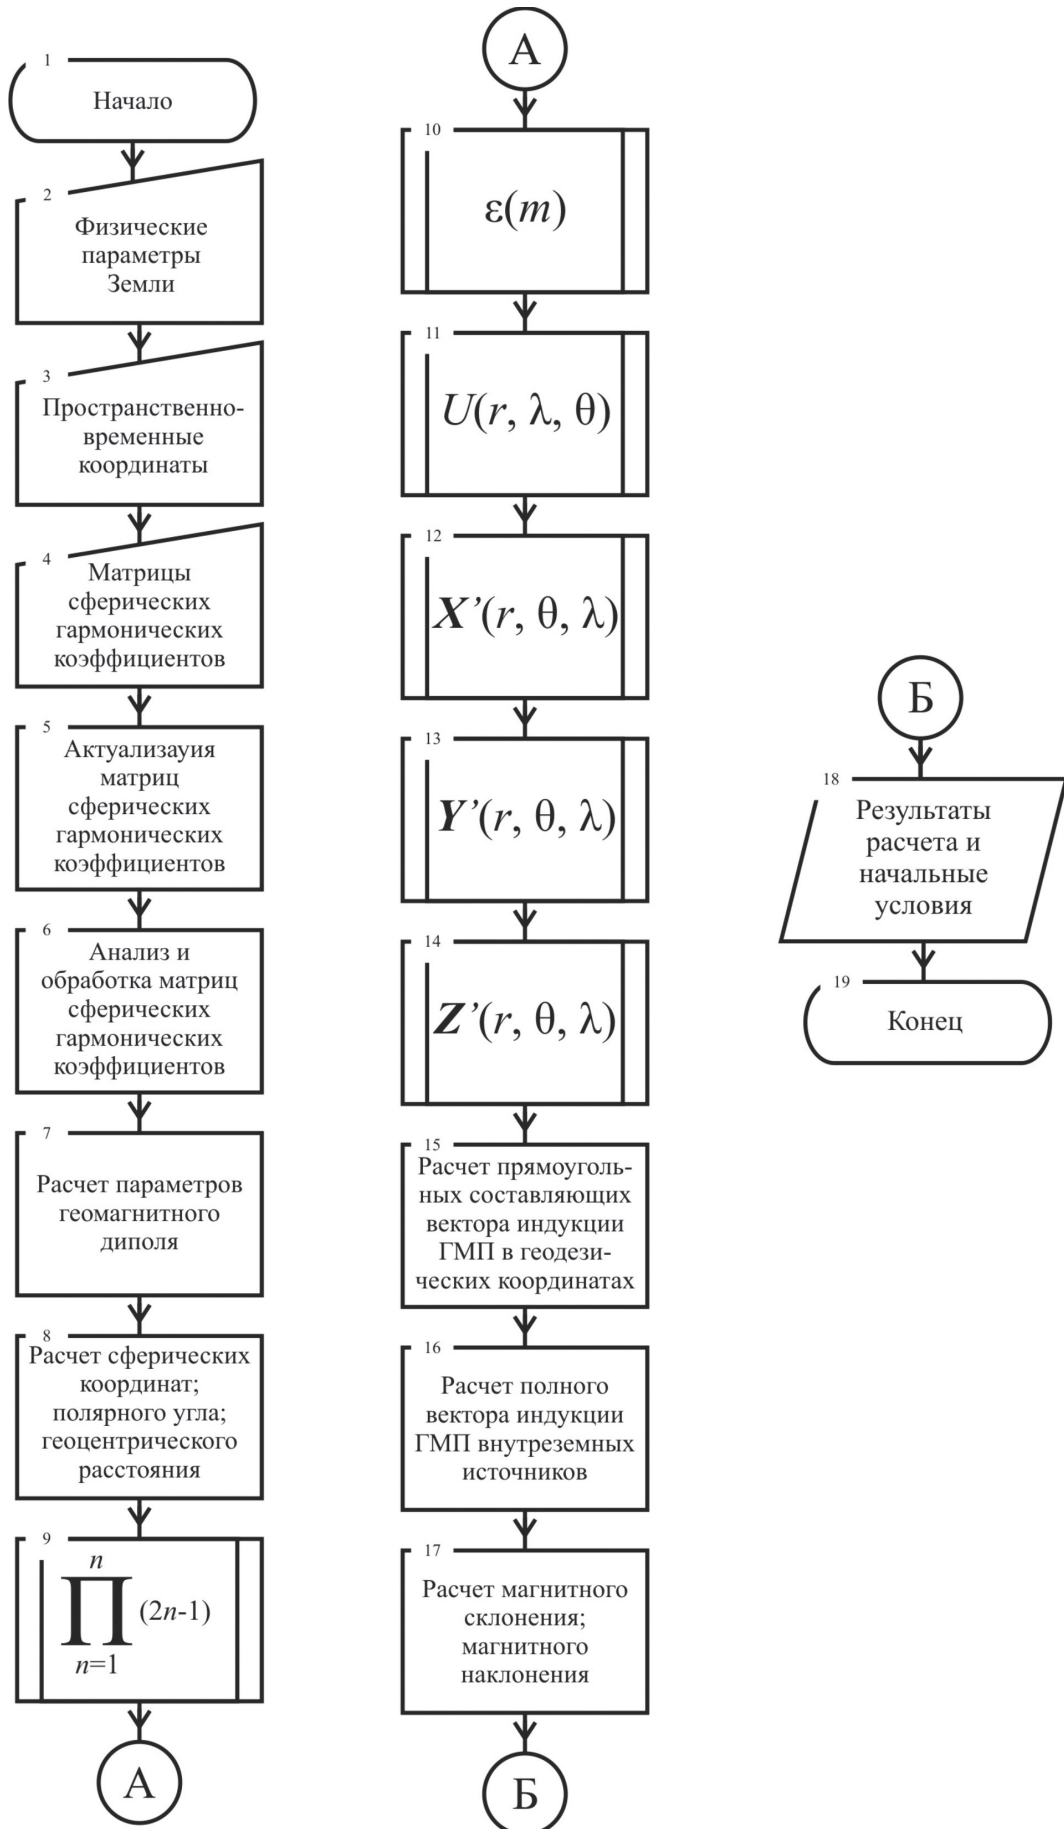 1
Начало
2
Физические
параметры
Земли
3
Пространственно-
временные
координаты
4
Матрицы
сферических
гармонических
коэффициентов
5
Актуализауия
матриц
сферических
гармонических
коэффициентов
6
Анализ и
обработка матриц
сферических
гармонических
коэффициентов
7
Расчет параметров
геомагнитного
диполя
8
Расчет сферических
координат;
полярного угла;
геоцентрического
расстояния
9
n
∏ (2n-1)
n=1
А
А
10
ε(m)
11
U(r, λ, θ)
12
X’(r, θ, λ)
13
Y’(r, θ, λ)
14
Z’(r, θ, λ)
15
Расчет прямоуголь-
ных составляющих
вектора индукции
ГМП в геодези-
ческих координатах
16
Расчет полного
вектора индукции
ГМП внутреземных
источников
17
Расчет магнитного
склонения;
магнитного
наклонения
Б
Б
18
Результаты
расчета и
начальные
условия
19
Конец